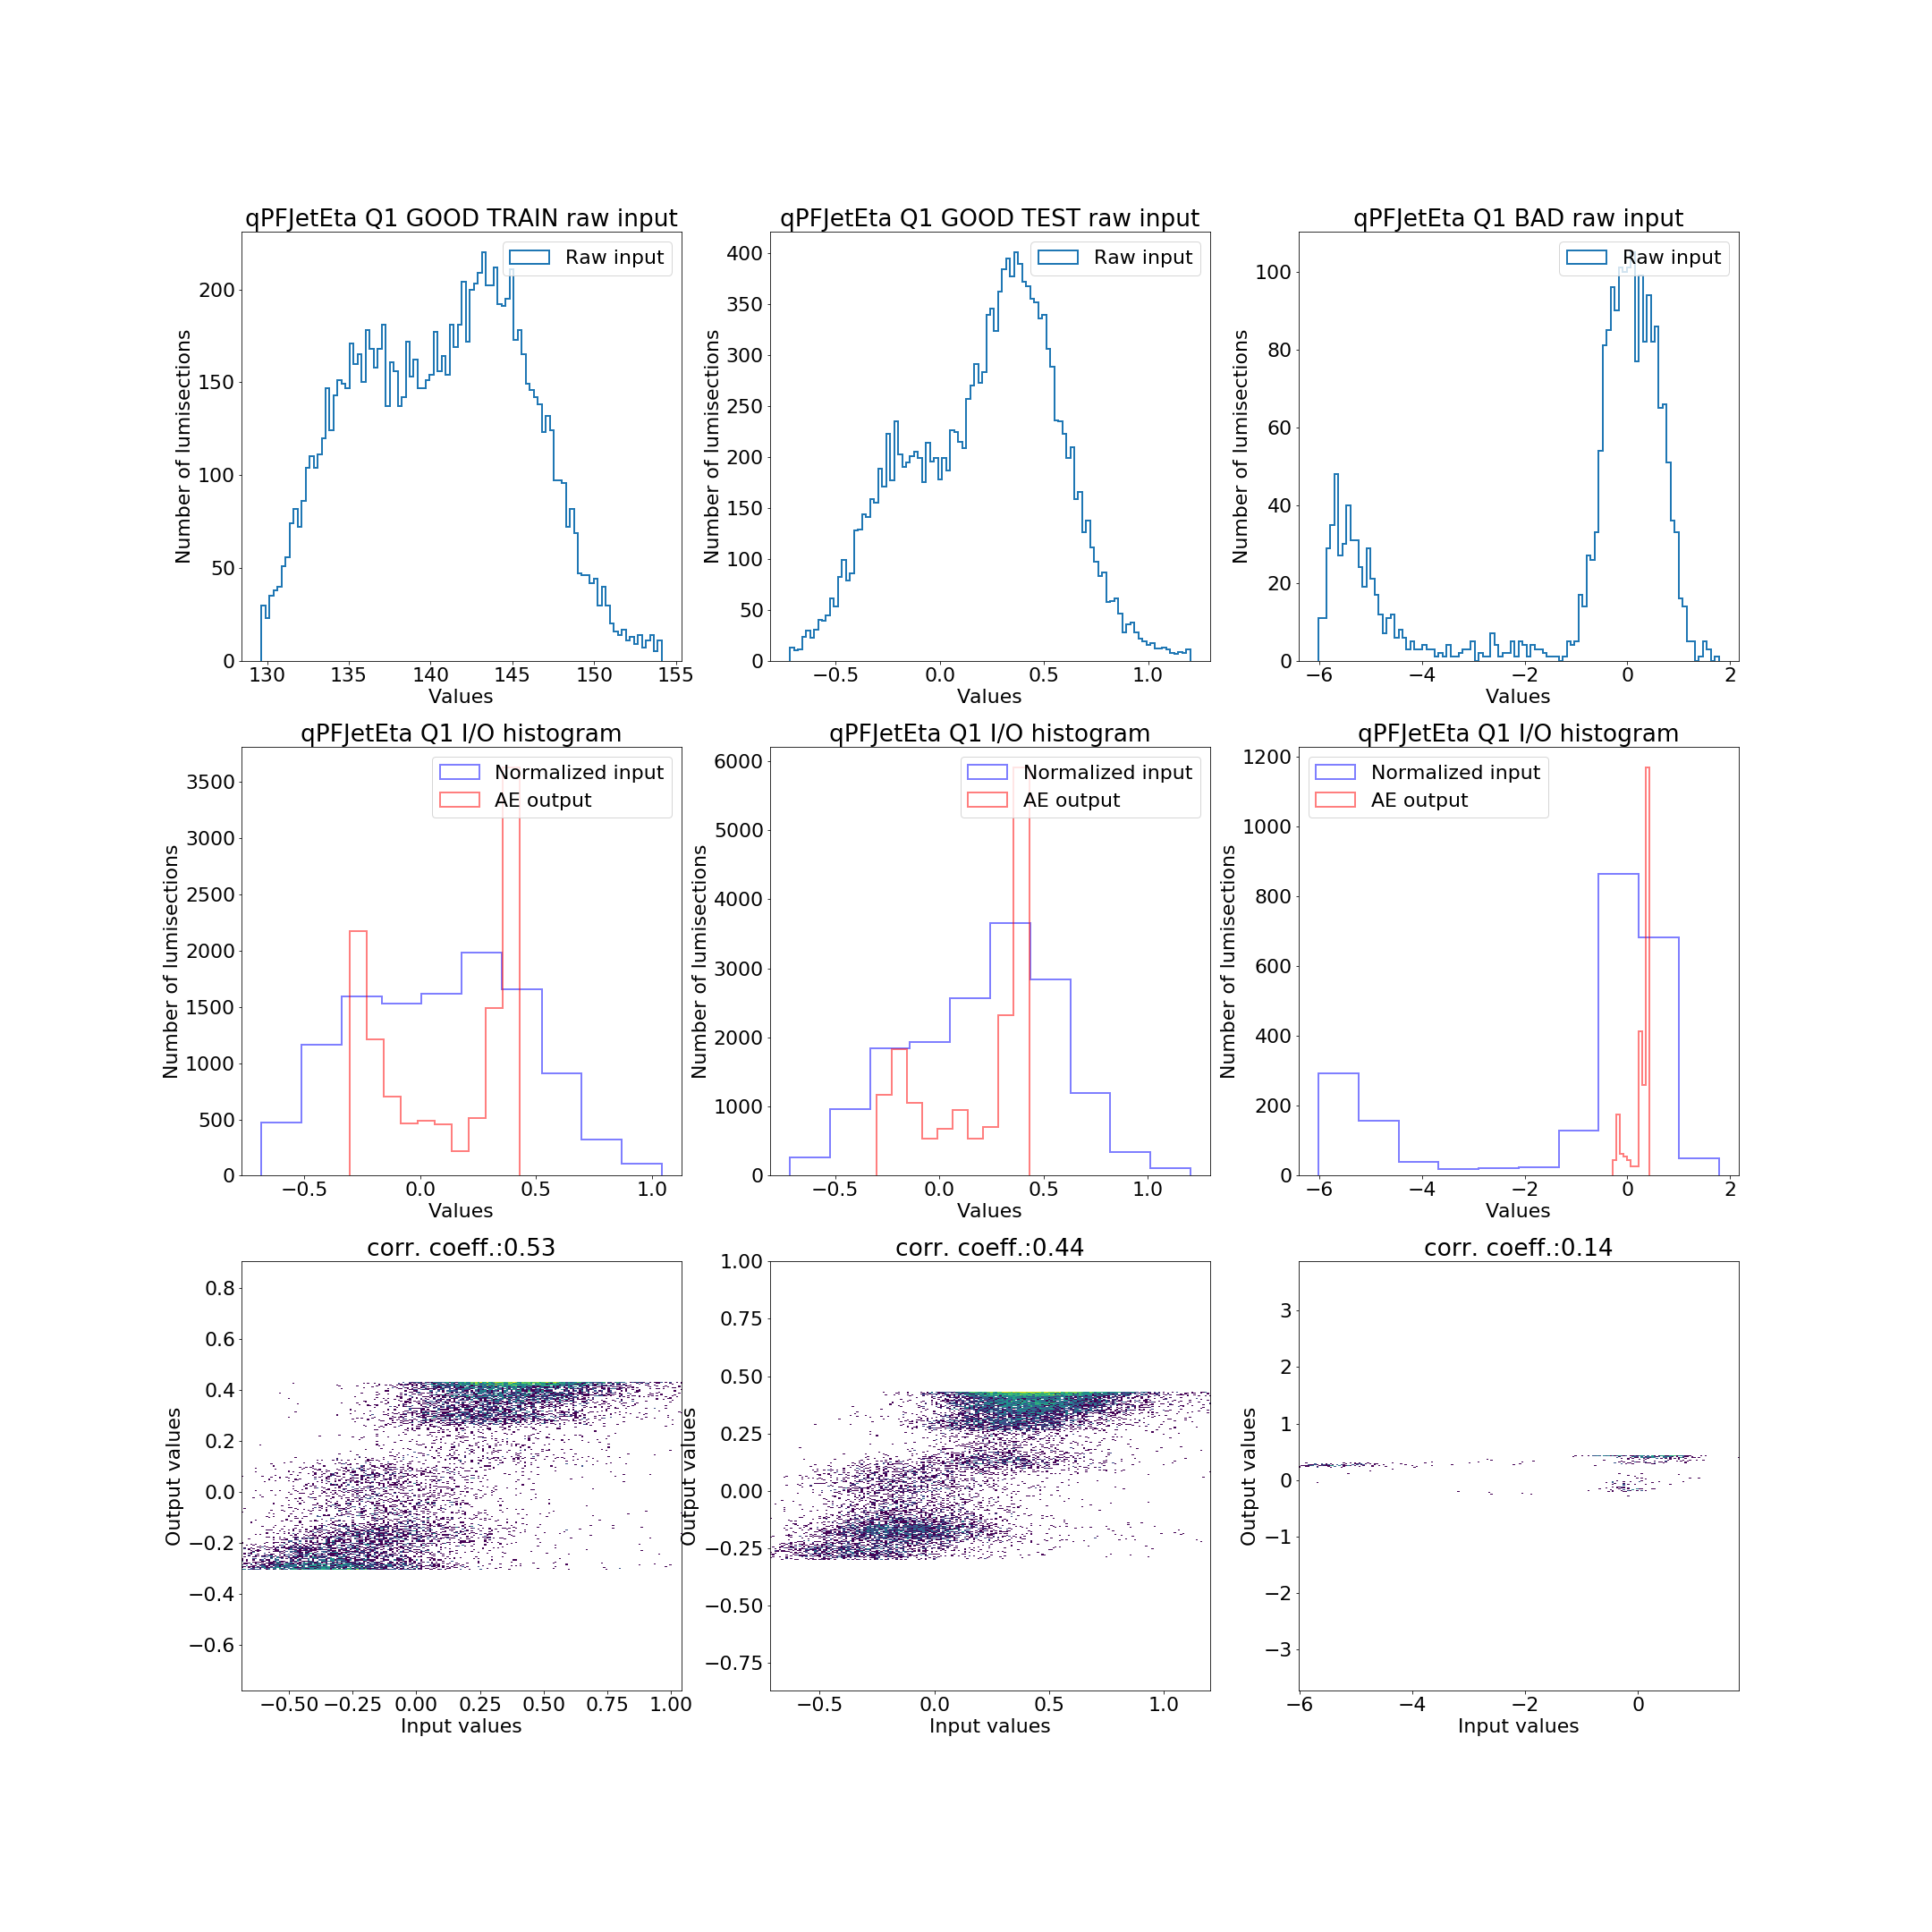 qPFJetEta Q1 GOOD TRAIN raw input
Raw input
Number of lumisections
200
150
100
50
0
130 135 140 145 150 155
Values
qPFJetEta Q1 GOOD TEST raw input
Raw input
Number of lumisections
400
350
300
250
200
150
100
50
0
−0.5 0.0 0.5 1.0
Values
qPFJetEta Q1 BAD raw input
Raw input
Number of lumisections
100
80
60
40
20
0
−6 −4 −2 0 2
Values
qPFJetEta Q1 I/O histogram
Normalized input
AE output
Number of lumisections
3500
3000
2500
2000
1500
1000
500
0
−0.5 0.0 0.5 1.0
Values
qPFJetEta Q1 I/O histogram
Normalized input
AE output
Number of lumisections
6000
5000
4000
3000
2000
1000
0
−0.5 0.0 0.5 1.0
Values
qPFJetEta Q1 I/O histogram
Normalized input
AE output
Number of lumisections
1200
1000
800
600
400
200
0
−6 −4 −2 0 2
Values
corr. coeff.:0.53
Output values
0.8
0.6
0.4
0.2
0.0
−0.2
−0.4
−0.6
−0.50 −0.25 0.00 0.25 0.50 0.75 1.00
Input values
corr. coeff.:0.44
Output values
1.00
0.75
0.50
0.25
0.00
−0.25
−0.50
−0.75
−0.5 0.0 0.5 1.0
Input values
corr. coeff.:0.14
Output values
3
2
1
0
−1
−2
−3
−6 −4 −2 0
Input values